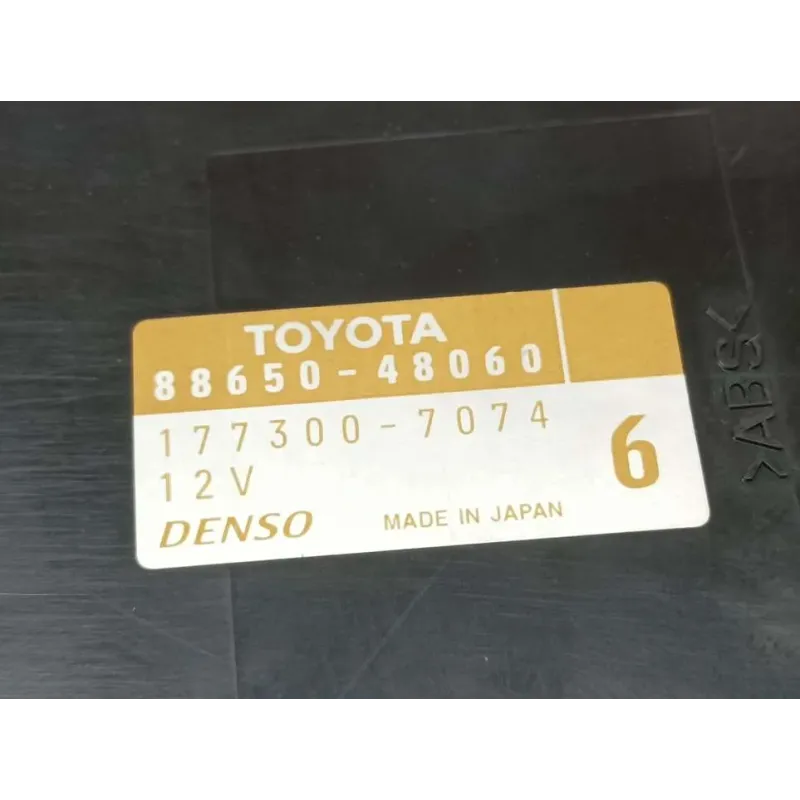 TOYOTA
88650-48060
177300-7074
12V
6
DENSO
MADE IN JAPAN
>ABS<